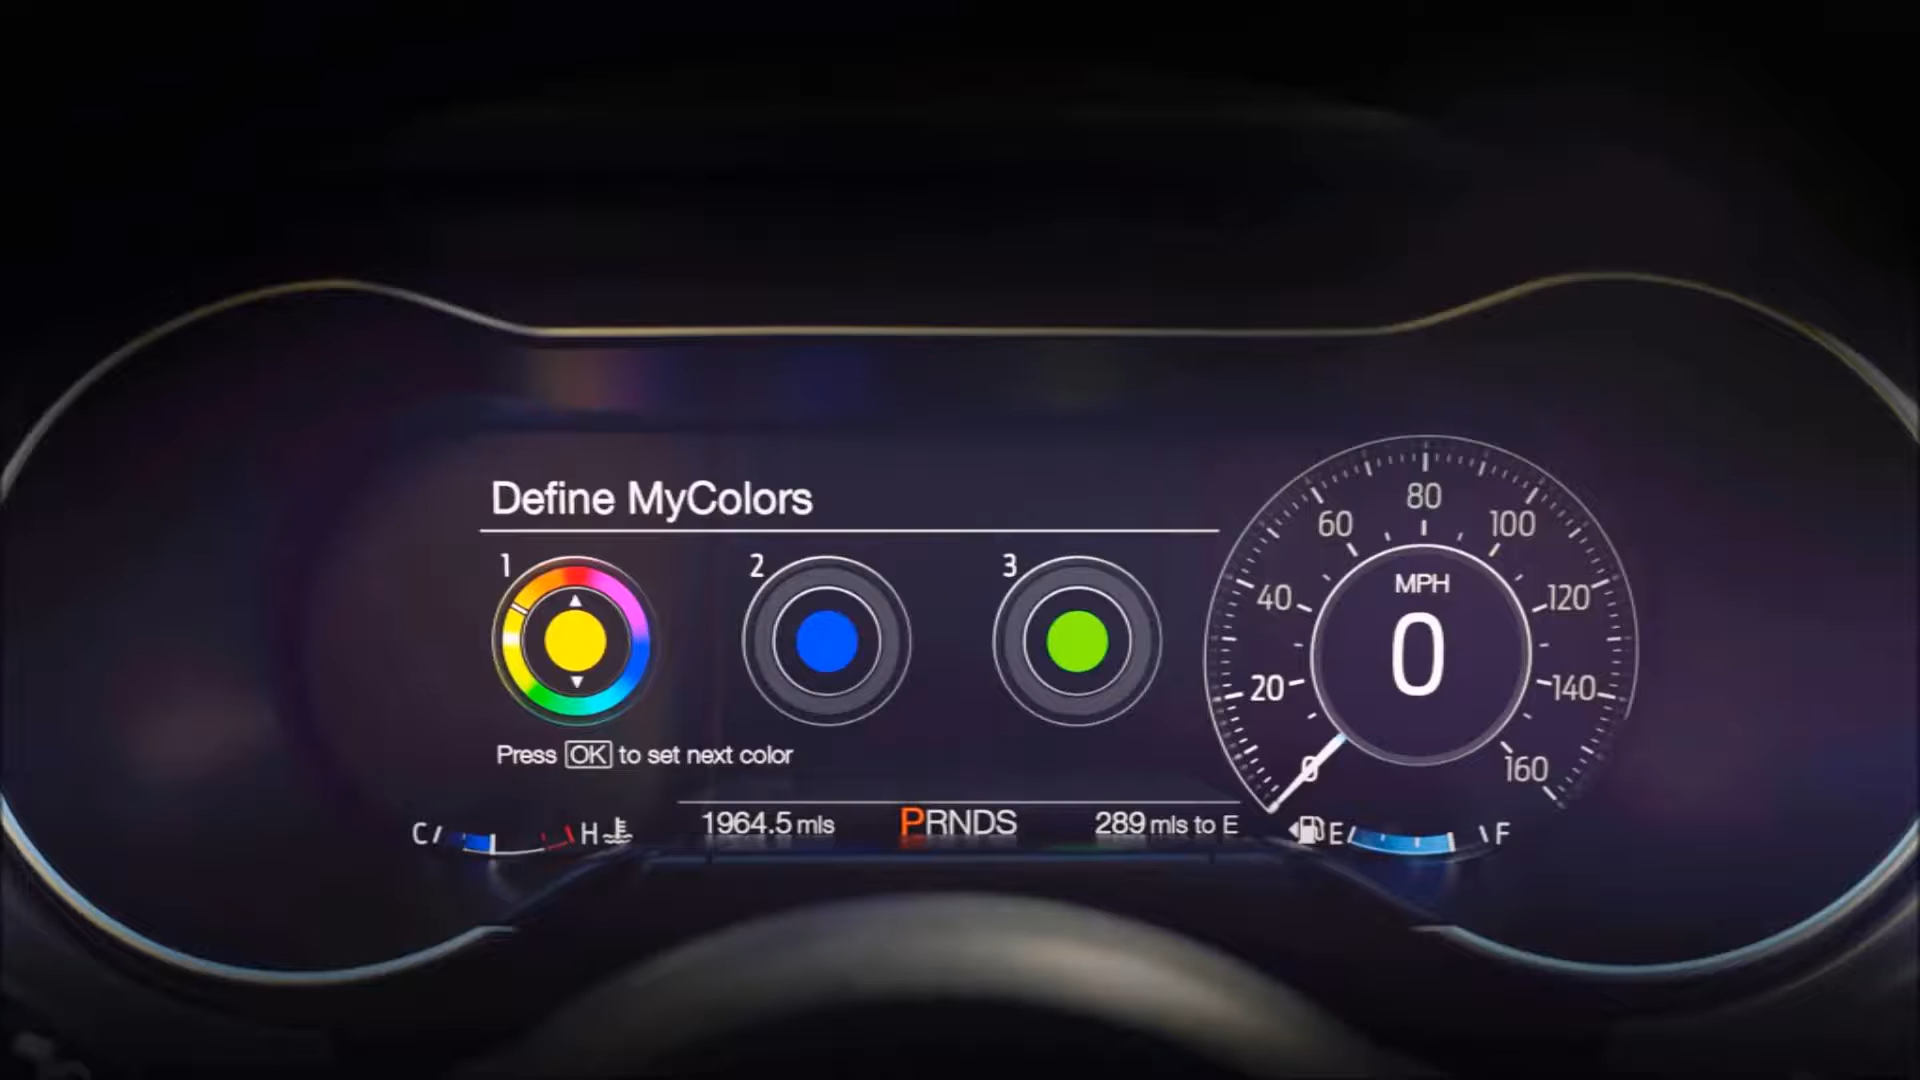 Define MyColors
1
2
3
Press OK to set next color
MPH
0
0
20
40
60
80
100
120
140
160
C
H
1964.5 mls
PRNDS
289 mls to E
E
F